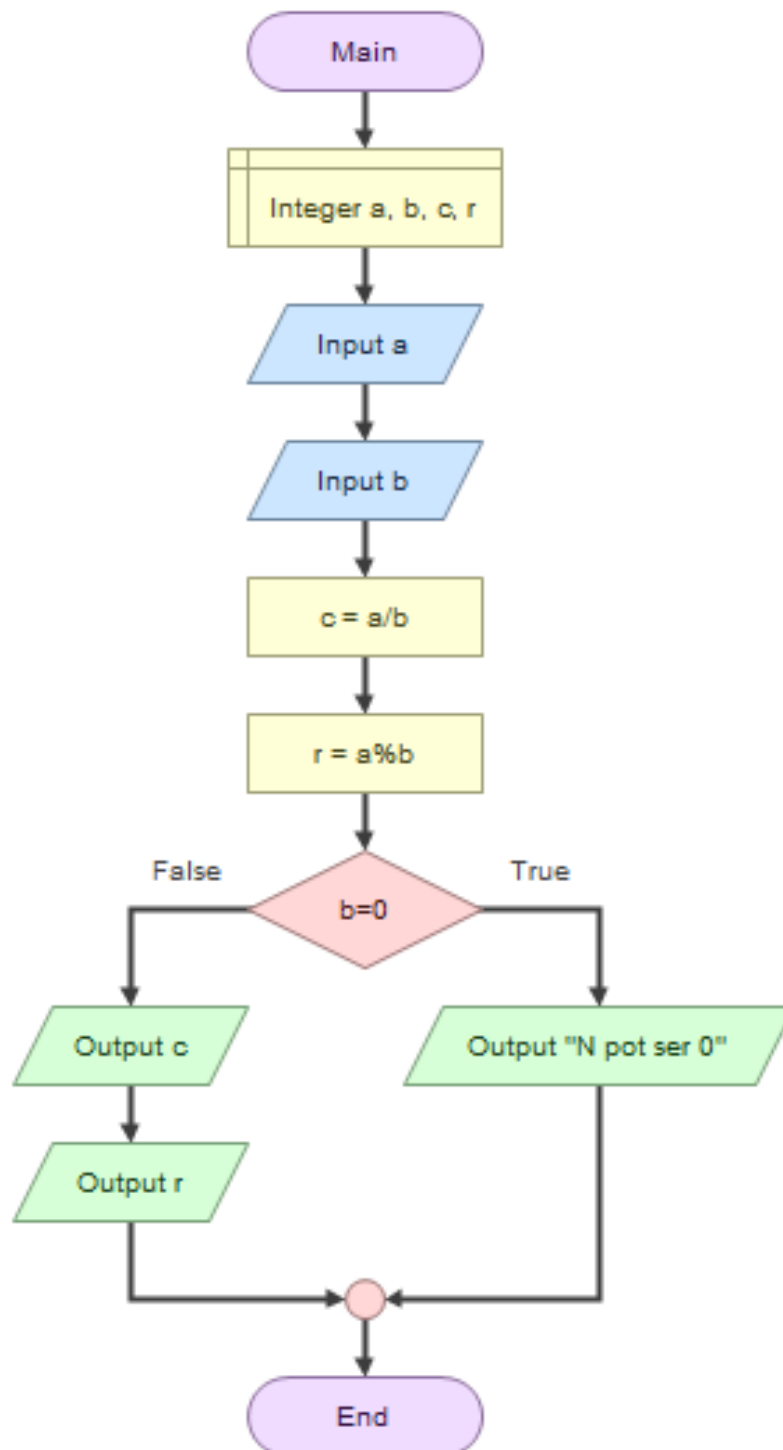 Main
Integer a, b, c, r
Input a
Input b
c = a/b
r = a%b
False
True
b=0
Output c
Output "N pot ser 0"
Output r
End